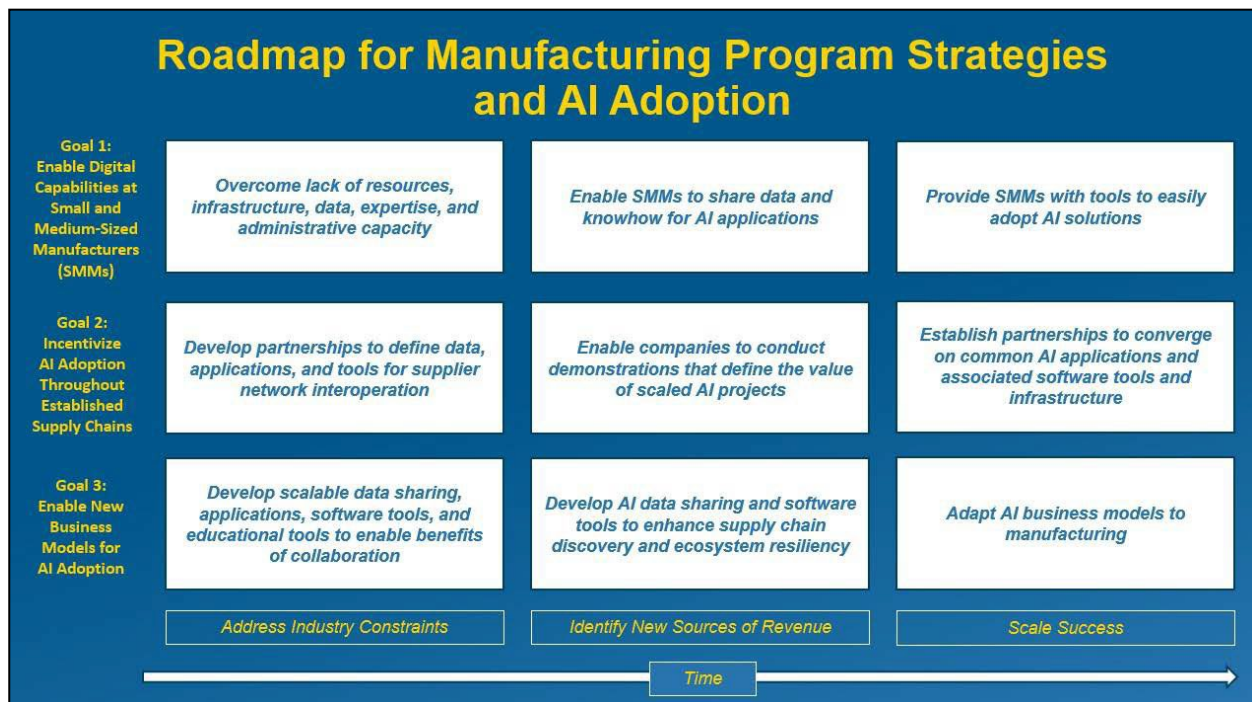 Roadmap for Manufacturing Program Strategies
and AI Adoption
Goal 1:
Enable Digital
Capabilities at
Small and
Medium-Sized
Manufacturers
(SMMs)
Overcome lack of resources,
infrastructure, data, expertise, and
administrative capacity
Enable SMMs to share data and
knowhow for AI applications
Provide SMMs with tools to easily
adopt AI solutions
Goal 2:
Incentivize
AI Adoption
Throughout
Established
Supply Chains
Develop partnerships to define data,
applications, and tools for supplier
network interoperation
Enable companies to conduct
demonstrations that define the value
of scaled AI projects
Establish partnerships to converge
on common AI applications and
associated software tools and
infrastructure
Goal 3:
Enable New
Business
Models for
AI Adoption
Develop scalable data sharing,
applications, software tools, and
educational tools to enable benefits
of collaboration
Develop AI data sharing and software
tools to enhance supply chain
discovery and ecosystem resiliency
Adapt AI business models to
manufacturing
Address Industry Constraints
Identify New Sources of Revenue
Scale Success
Time